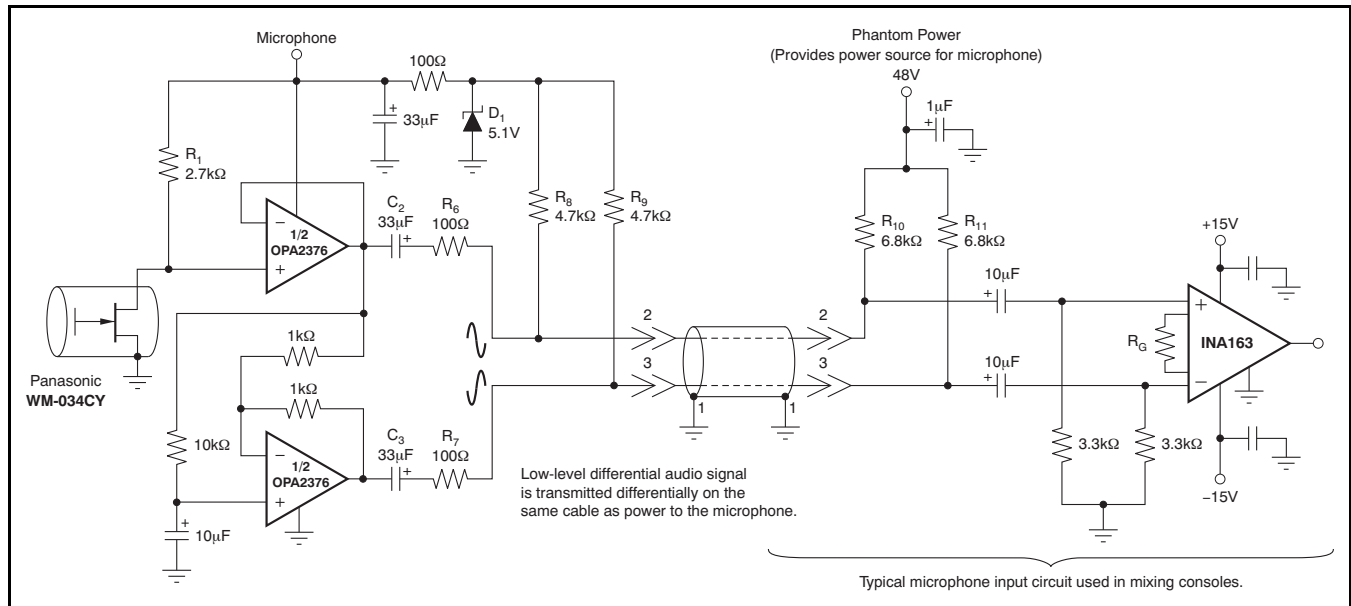 Microphone
100Ω
+
33μF
D1
5.1V
R1
2.7kΩ
−
1/2
OPA2376
+
C2
33μF
+
R6
100Ω
R8
4.7kΩ
R9
4.7kΩ
Panasonic
WM-034CY
1kΩ
1kΩ
10kΩ
−
1/2
OPA2376
+
C3
33μF
+
R7
100Ω
+
10μF
2
3
1
1
2
3
Low-level differential audio signal
is transmitted differentially on the
same cable as power to the microphone.
Phantom Power
(Provides power source for microphone)
48V
1μF
+
R10
6.8kΩ
R11
6.8kΩ
10μF
+
10μF
+
+15V
+
RG
INA163
−
3.3kΩ
3.3kΩ
−15V
Typical microphone input circuit used in mixing consoles.